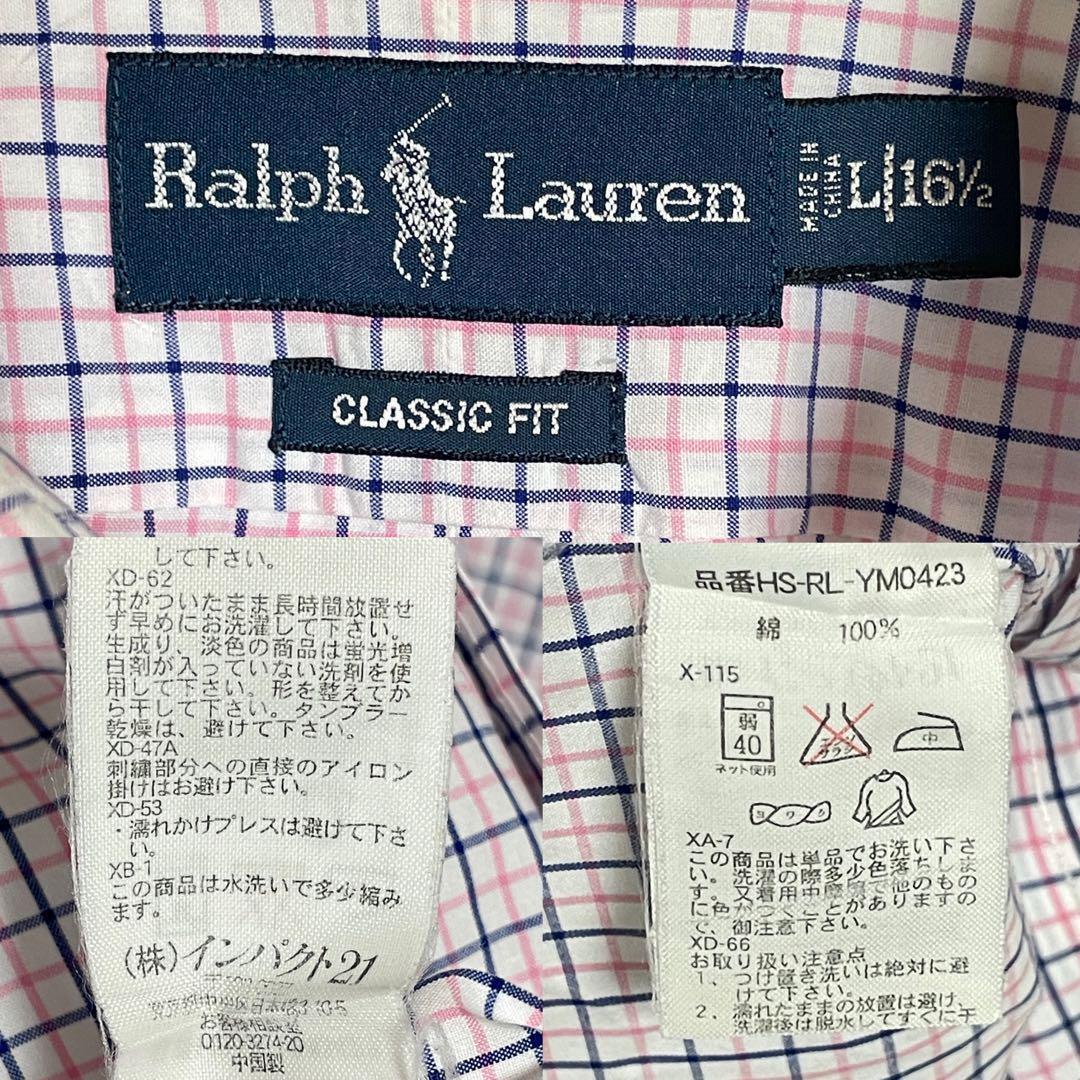 Ralph Lauren
MADE IN
CHINA
L 16½
CLASSIC FIT
して下さい。
XD-62
汗がついたまま長時間放置せ
ず早めにお洗濯して下さい。
生成り、淡色の商品は蛍光増
白剤が入っていない洗剤を使
用して下さい。形を整えてか
ら干して下さい。タンブラー
乾燥は、避けて下さい。
XD-47A
刺繍部分への直接のアイロン
掛けはお避け下さい。
XD-53
・濡れかけプレスは避けて下さ
い。
XB-1
この商品は水洗いで多少縮み
ます。
(株)インパクト21
お客様相談室
0120-3274-20
中国製
品番HS-RL-YM0423
綿 100%
X-115
弱
40
ネット使用
中
ヨワク
XA-7
この商品は単品でお洗い下さ
い。洗濯の際多少色落ちしま
す。又着用中摩擦で他のもの
に色がつくことがありますの
で、御注意下さい。
XD-66
お取り扱い注意点
1、つけ置き洗いは絶対に避
けて下さい。
2、濡れたままの放置は避け、
洗濯後は脱水してすぐに干